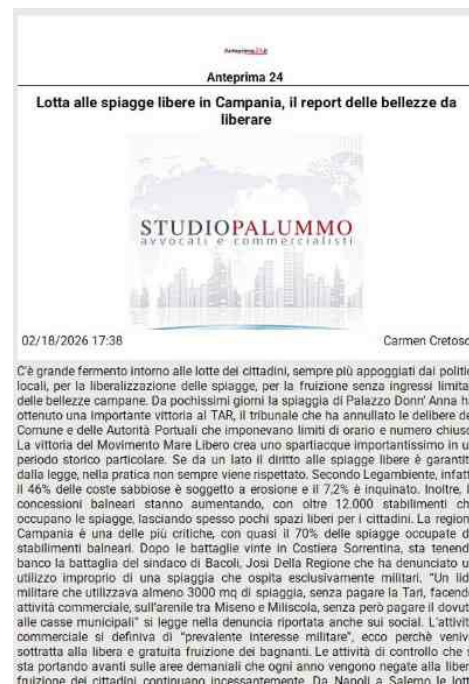 Anteprima24.it
Anteprima 24
Lotta alle spiagge libere in Campania, il report delle bellezze da
liberare
STUDIOPALUMMO
avvocati e commercialisti
02/18/2026 17:38
Carmen Cretoso
C'è grande fermento intorno alle lotte dei cittadini, sempre più appoggiati dai politic
locali, per la liberalizzazione delle spiagge, per la fruizione senza ingressi limita
delle bellezze campane. Da pochissimi giorni la spiaggia di Palazzo Donn' Anna h
ottenuto una importante vittoria al TAR, il tribunale che ha annullato le delibere de
Comune e delle Autorità Portuali che imponevano limiti di orario e numero chiuso
La vittoria del Movimento Mare Libero crea uno spartiacque importantissimo in u
periodo storico particolare. Se da un lato il diritto alle spiagge libere è garantit
dalla legge, nella pratica non sempre viene rispettato. Secondo Legambiente, infatt
il 46% delle coste sabbiose è soggetto a erosione e il 7,2% è inquinato. Inoltre, l
concessioni balneari stanno aumentando, con oltre 12.000 stabilimenti ch
occupano le spiagge, lasciando spesso pochi spazi liberi per i cittadini. La region
Campania é una delle più critiche, con quasi il 70% delle spiagge occupate d
stabilimenti balneari. Dopo le battaglie vinte in Costiera Sorrentina, sta tenend
banco la battaglia del sindaco di Bacoli, Josi Della Regione che ha denunciato u
utilizzo improprio di una spiaggia che ospita esclusivamente militari. "Un lid
militare che utilizzava almeno 3000 mq di spiaggia, senza pagare la Tari, facend
attività commerciale, sull'arenile tra Miseno e Miliscola, senza però pagare il dovut
alle casse municipali" si legge nella denuncia riportata anche sui social. L'attivit
commerciale si definiva di "prevalente interesse militare", ecco perchè veniv
sottratta alla libera e gratuita fruizione dei bagnanti. Le attività di controllo che s
sta portando avanti sulle aree demaniali che ogni anno vengono negate alla liber
fruizione dei cittadini continuano incessantemente. Da Napoli a Salerno le lott